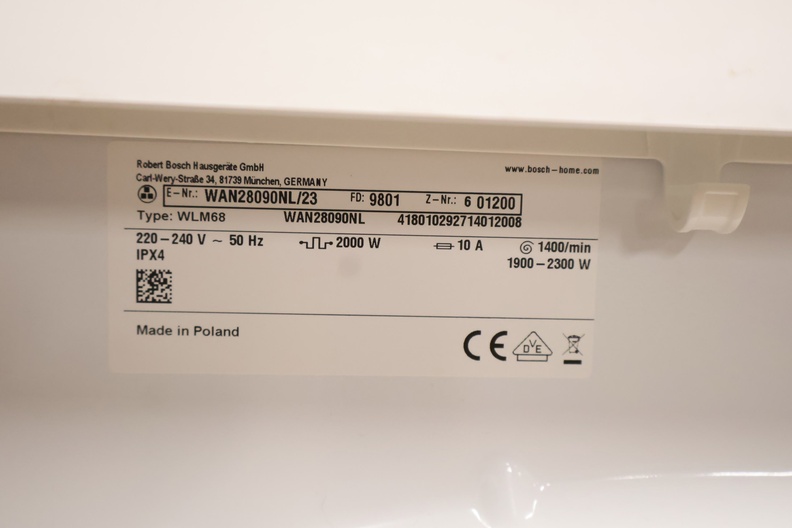 Robert Bosch Hausgeräte GmbH
Carl-Wery-Straße 34, 81739 München, GERMANY
www.bosch-home.com
E-Nr.: WAN28090NL/23 FD: 9801 Z-Nr.: 6 01200
Type: WLM68 WAN28090NL 418010292714012008
220-240 V ~ 50 Hz 2000 W 10 A 1400/min
IPX4 1900-2300 W
Made in Poland
CE DVE